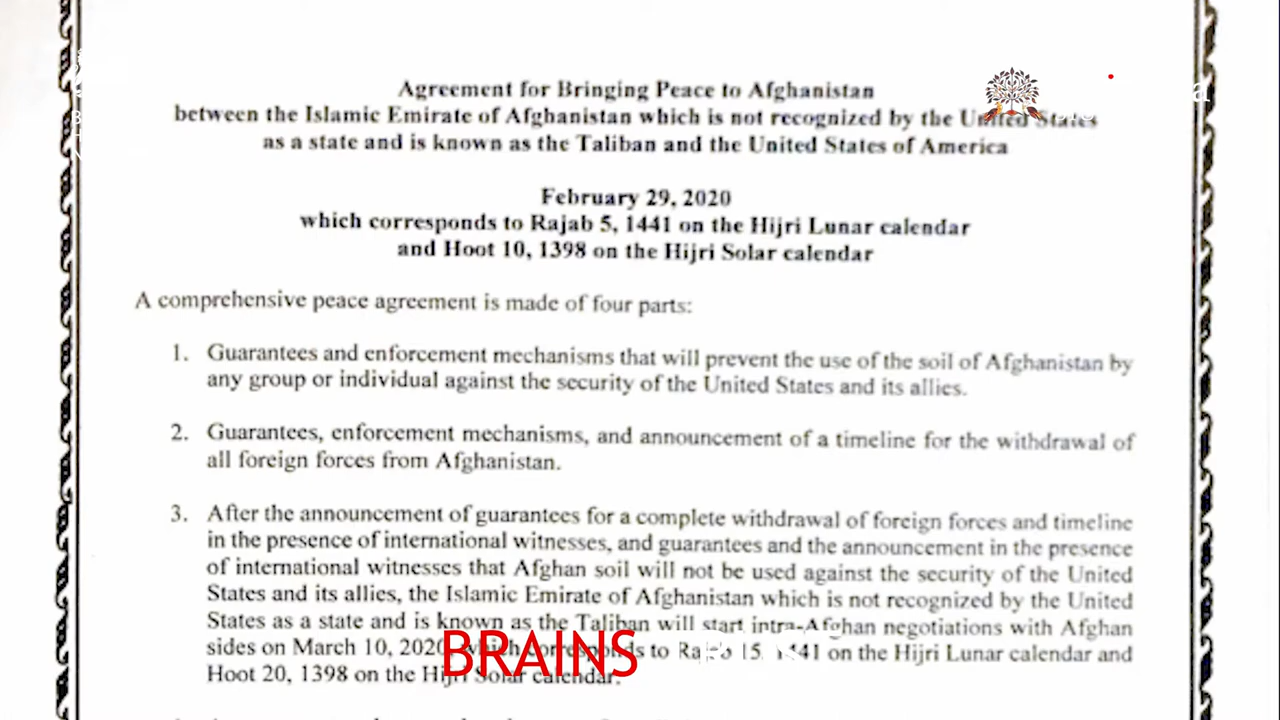 Agreement for Bringing Peace to Afghanistan
between the Islamic Emirate of Afghanistan which is not recognized by the United States
as a state and is known as the Taliban and the United States of America
February 29, 2020
which corresponds to Rajab 5, 1441 on the Hijri Lunar calendar
and Hoot 10, 1398 on the Hijri Solar calendar
A comprehensive peace agreement is made of four parts:
1. Guarantees and enforcement mechanisms that will prevent the use of the soil of Afghanistan by
any group or individual against the security of the United States and its allies.
2. Guarantees, enforcement mechanisms, and announcement of a timeline for the withdrawal of
all foreign forces from Afghanistan.
3. After the announcement of guarantees for a complete withdrawal of foreign forces and timeline
in the presence of international witnesses, and guarantees and the announcement in the presence
of international witnesses that Afghan soil will not be used against the security of the United
States and its allies, the Islamic Emirate of Afghanistan which is not recognized by the United
States as a state and is known as the Taliban will start intra-Afghan negotiations with Afghan
sides on March 10, 2020, which corresponds to Rajab 15, 1441 on the Hijri Lunar calendar and
Hoot 20, 1398 on the Hijri Solar calendar.
BRAINS